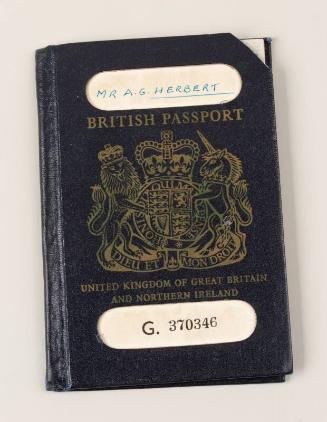 MR A.G. HERBERT
BRITISH PASSPORT
DIEU ET MON DROIT
UNITED KINGDOM OF GREAT BRITAIN
AND NORTHERN IRELAND
G. 370346